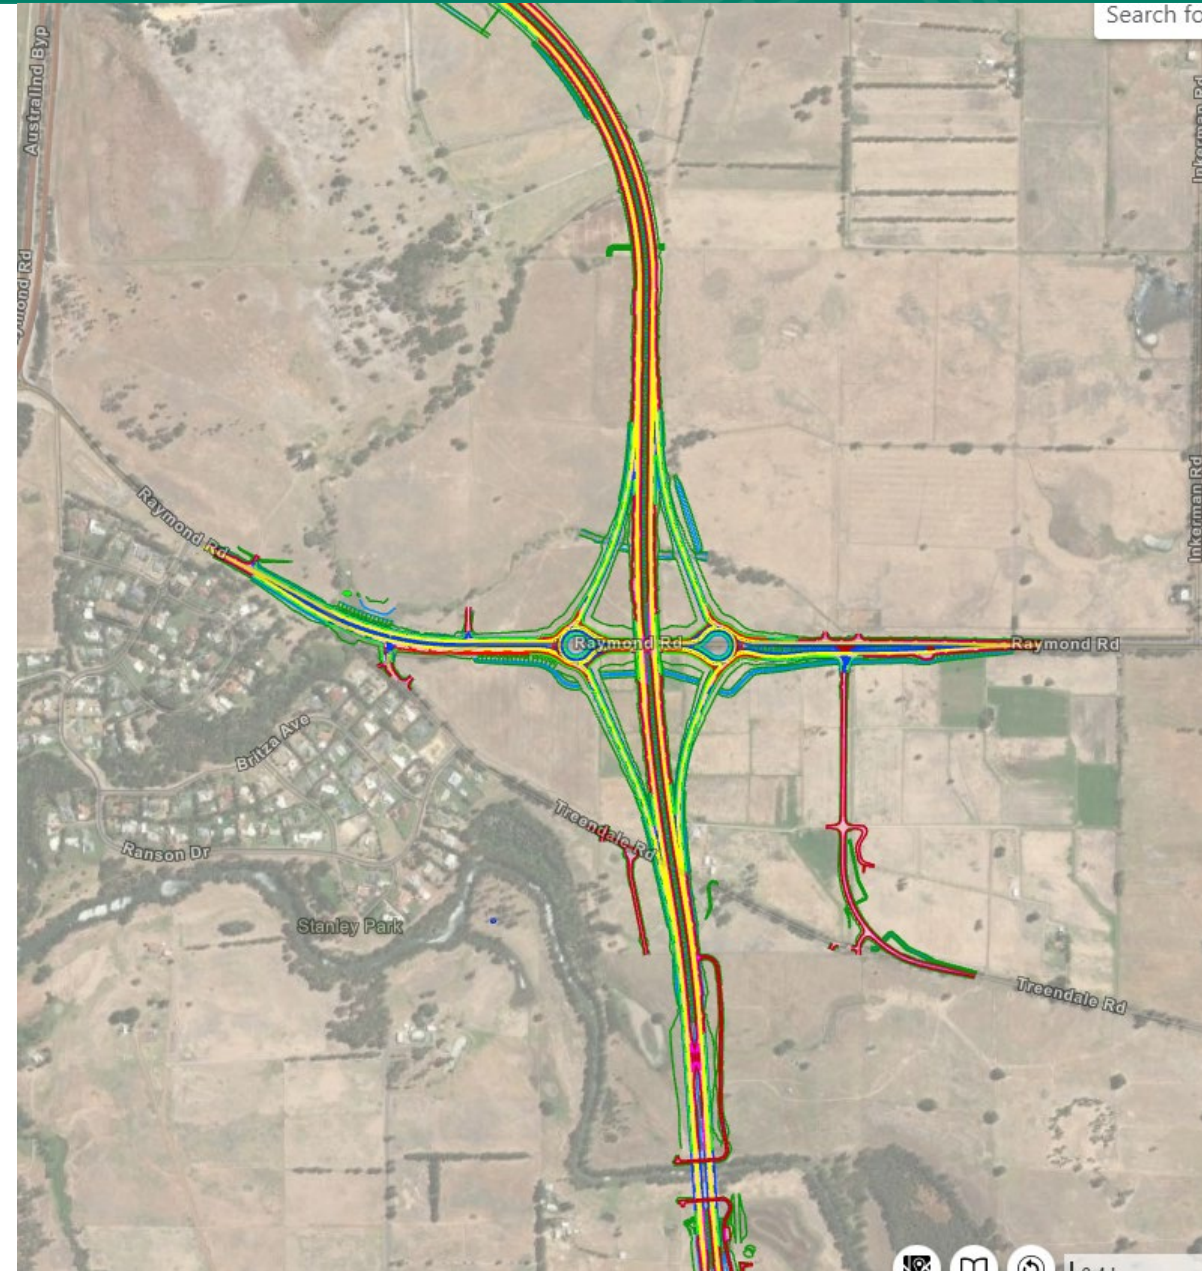 Search fo
Australind Byp
Inkerman Rd
ymond Rd
Inkerman Rd
Raymond Rd
Raymond Rd
Raymond Rd
Britza Ave
Treendale Rd
Ranson Dr
Stanley Park
Treendale Rd